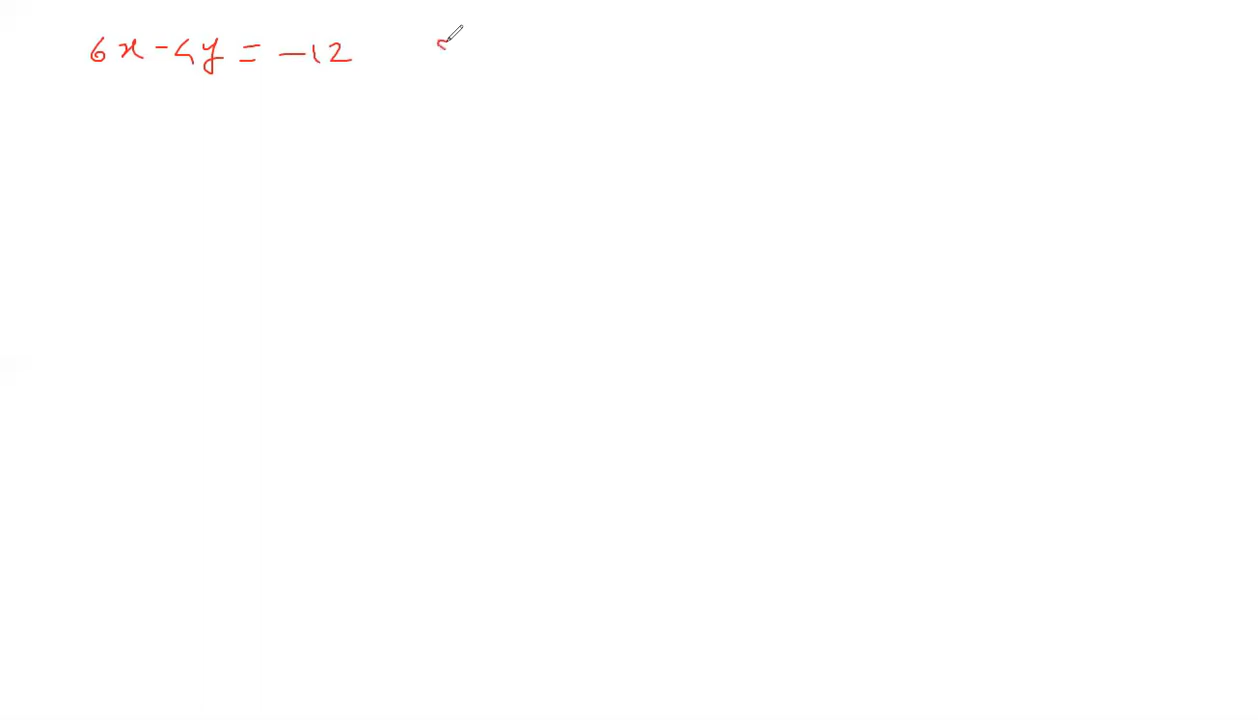 6x - 4y = -12